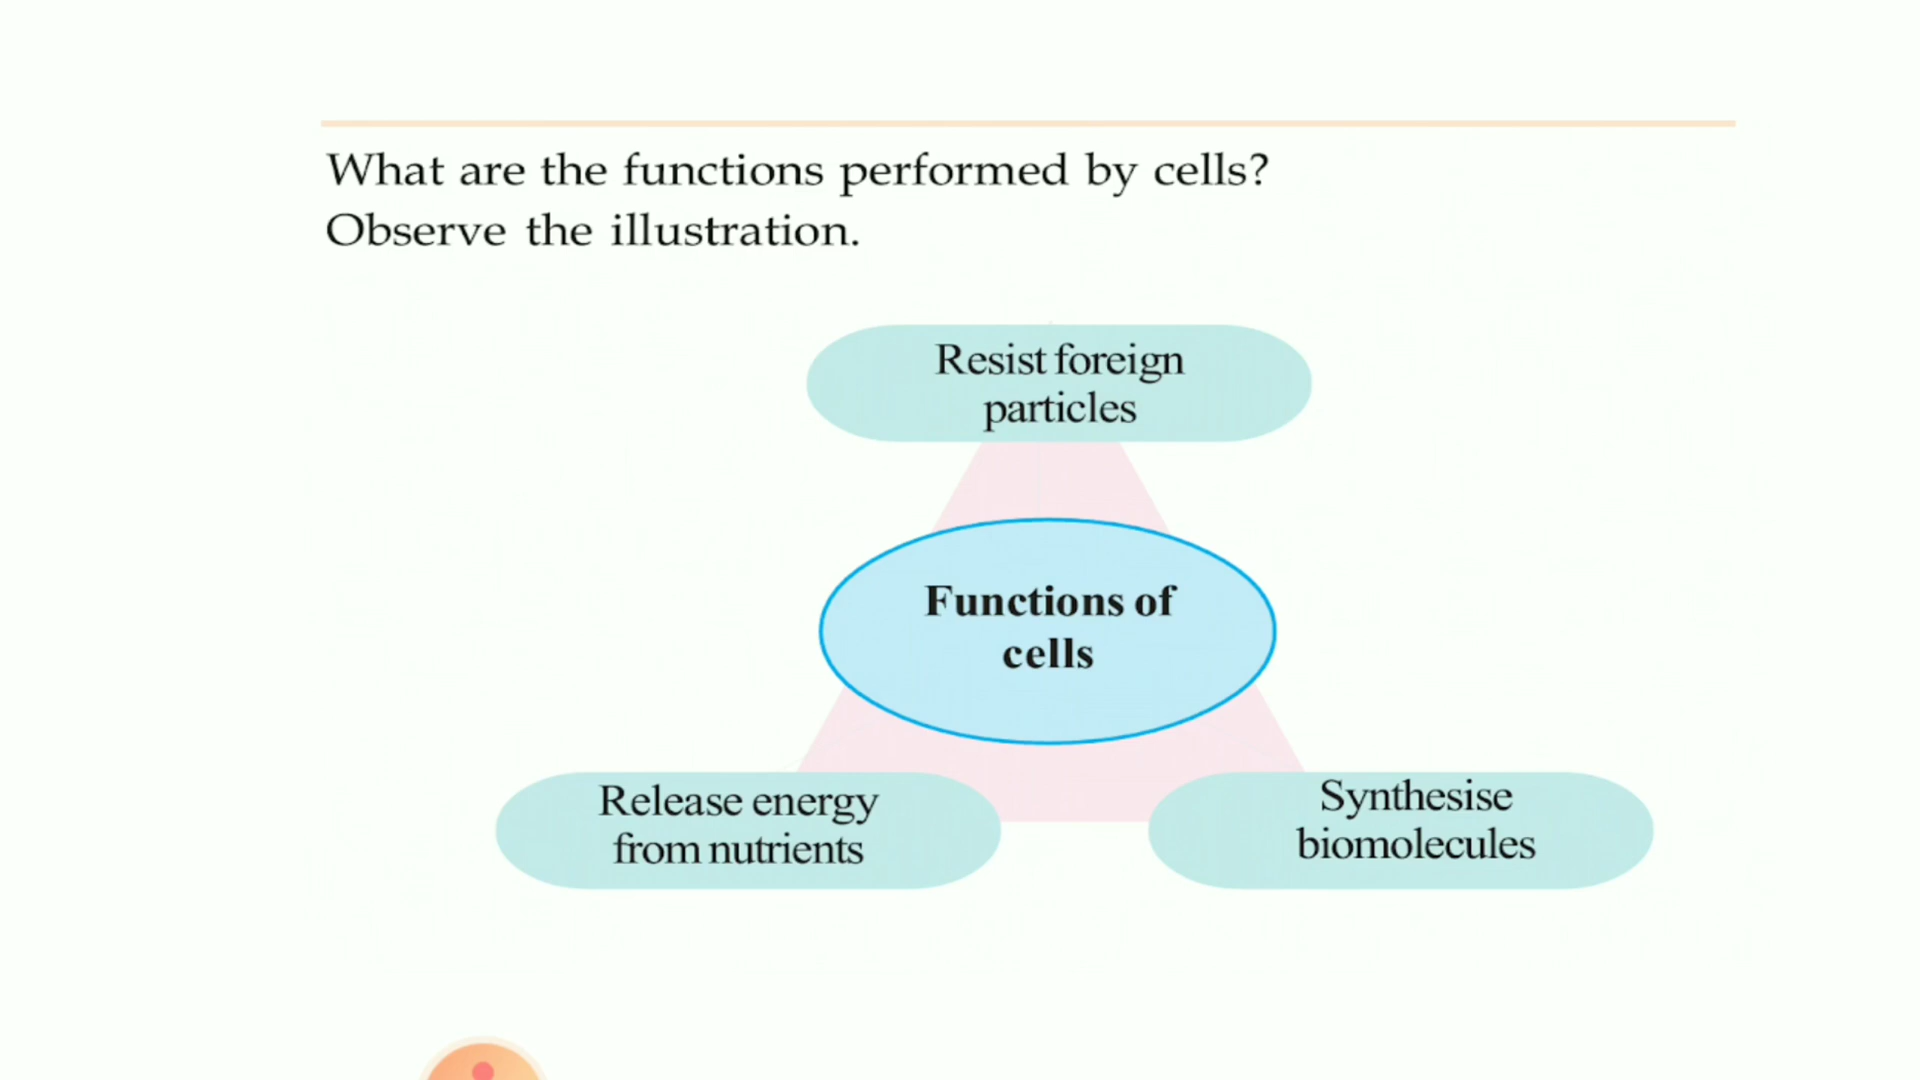 What are the functions performed by cells?
Observe the illustration.
Resist foreign
particles
Functions of
cells
Release energy
from nutrients
Synthesise
biomolecules